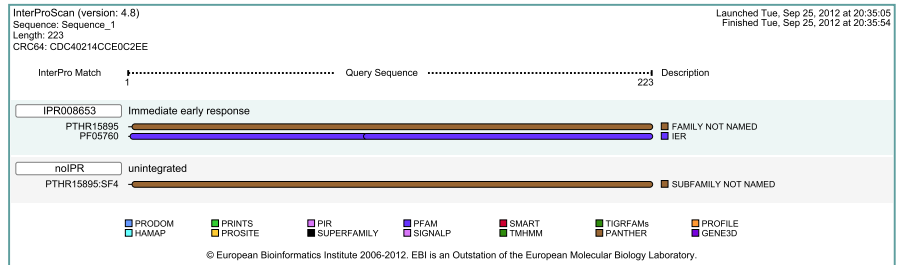 InterProScan (version: 4.8)
Sequence: Sequence_1
Length: 223
CRC64: CDC40214CCE0C2EE
Launched Tue, Sep 25, 2012 at 20:35:05
Finished Tue, Sep 25, 2012 at 20:35:54
InterPro Match Query Sequence Description
1 223
IPR008653 Immediate early response
PTHR15895 FAMILY NOT NAMED
PF05760 IER
noIPR unintegrated
PTHR15895:SF4 SUBFAMILY NOT NAMED
PRODOM PRINTS PIR PFAM SMART TIGRFAMs PROFILE
HAMAP PROSITE SUPERFAMILY SIGNALP TMHMM PANTHER GENE3D
© European Bioinformatics Institute 2006-2012. EBI is an Outstation of the European Molecular Biology Laboratory.